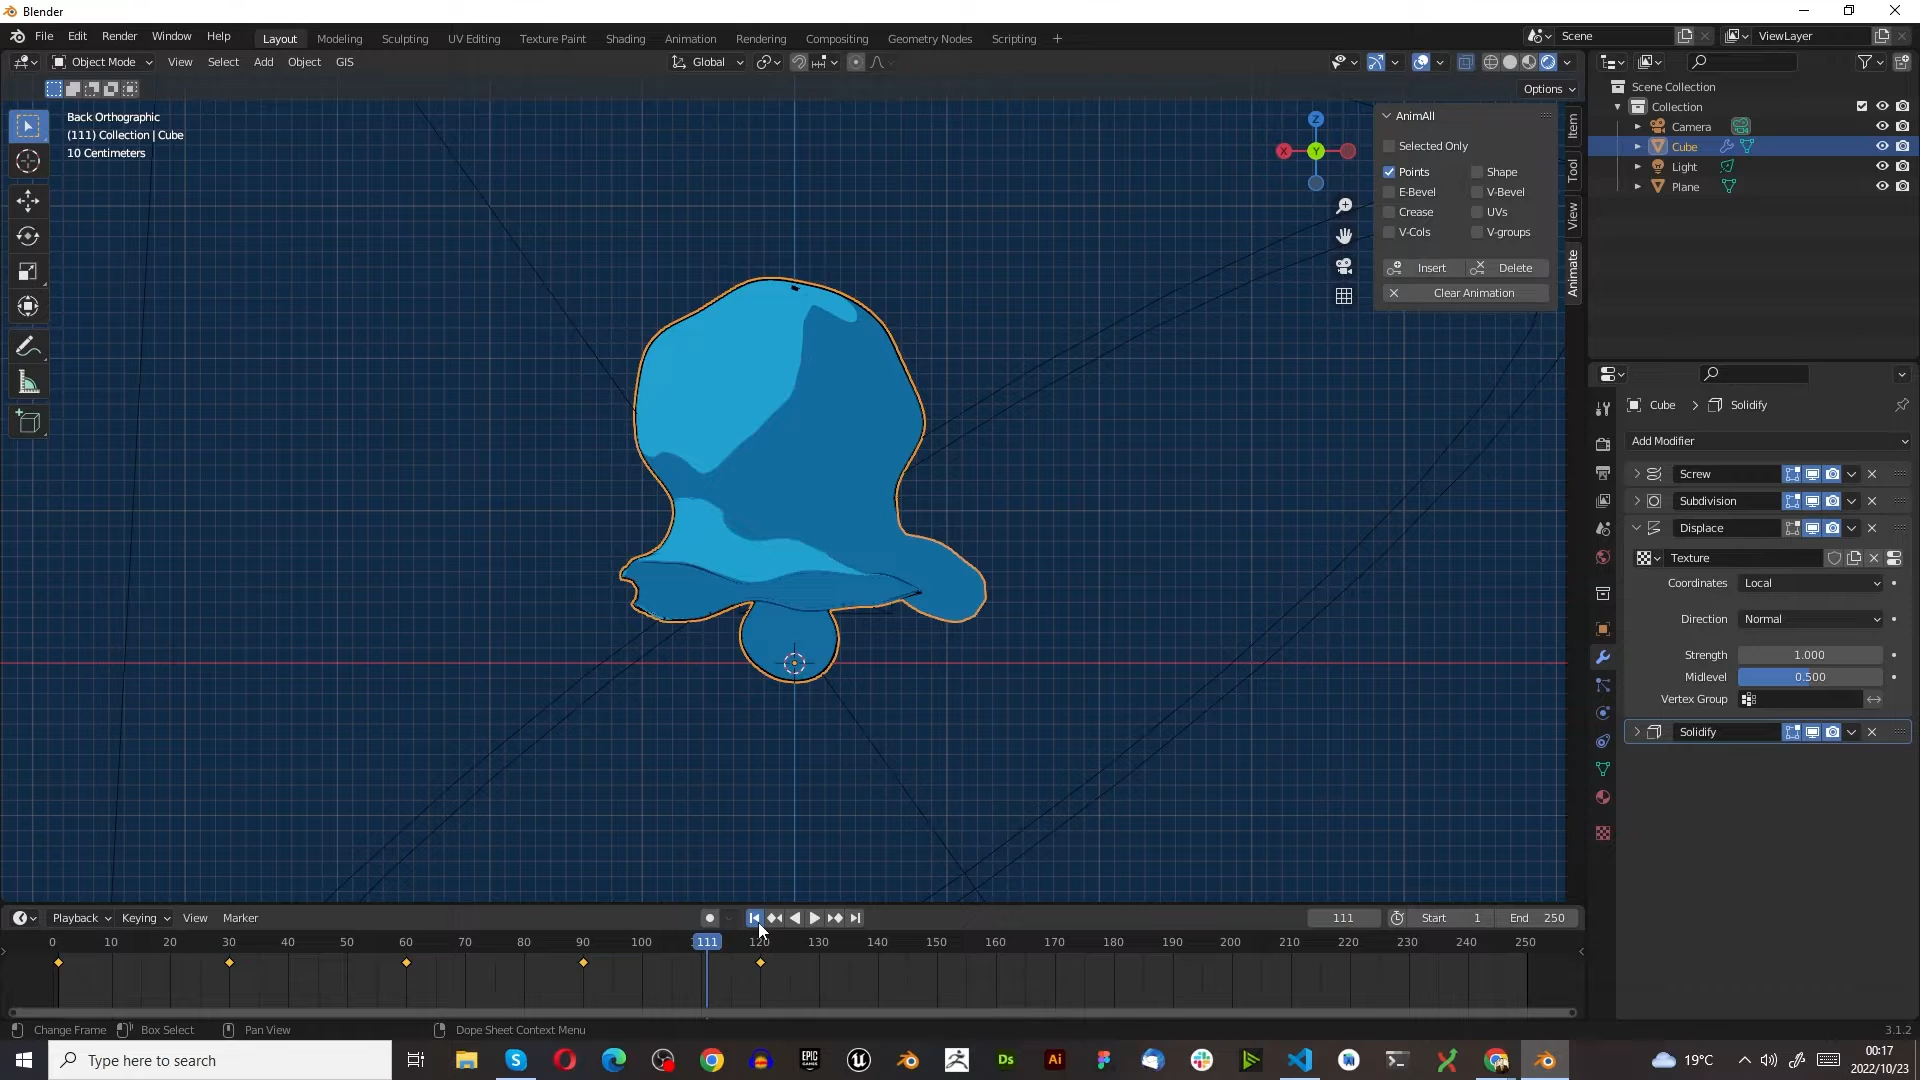 Blender
File Edit Render Window Help
Layout Modeling Sculpting UV Editing Texture Paint Shading Animation Rendering Compositing Geometry Nodes Scripting
Scene
ViewLayer
Object Mode View Select Add Object GIS
Global
Options
Back Orthographic
(111) Collection | Cube
10 Centimeters
Z
X
Y
AnimAll
Selected Only
Points Shape
E-Bevel V-Bevel
Crease UVs
V-Cols V-groups
Insert Delete
Clear Animation
Item
Tool
View
Animate
Scene Collection
Collection
Camera
Cube
Light
Plane
Cube > Solidify
Add Modifier
Screw
Subdivision
Displace
Texture
Coordinates Local
Direction Normal
Strength 1.000
Midlevel 0.500
Vertex Group
Solidify
Playback Keying View Marker
111
Start 1
End 250
0 10 20 30 40 50 60 70 80 90 100 111 120 130 140 150 160 170 180 190 200 210 220 230 240 250
Change Frame Box Select Pan View Dope Sheet Context Menu
3.1.2
Type here to search
EPIC GAMES
Ds
Ai
19°C
00:17
2022/10/23